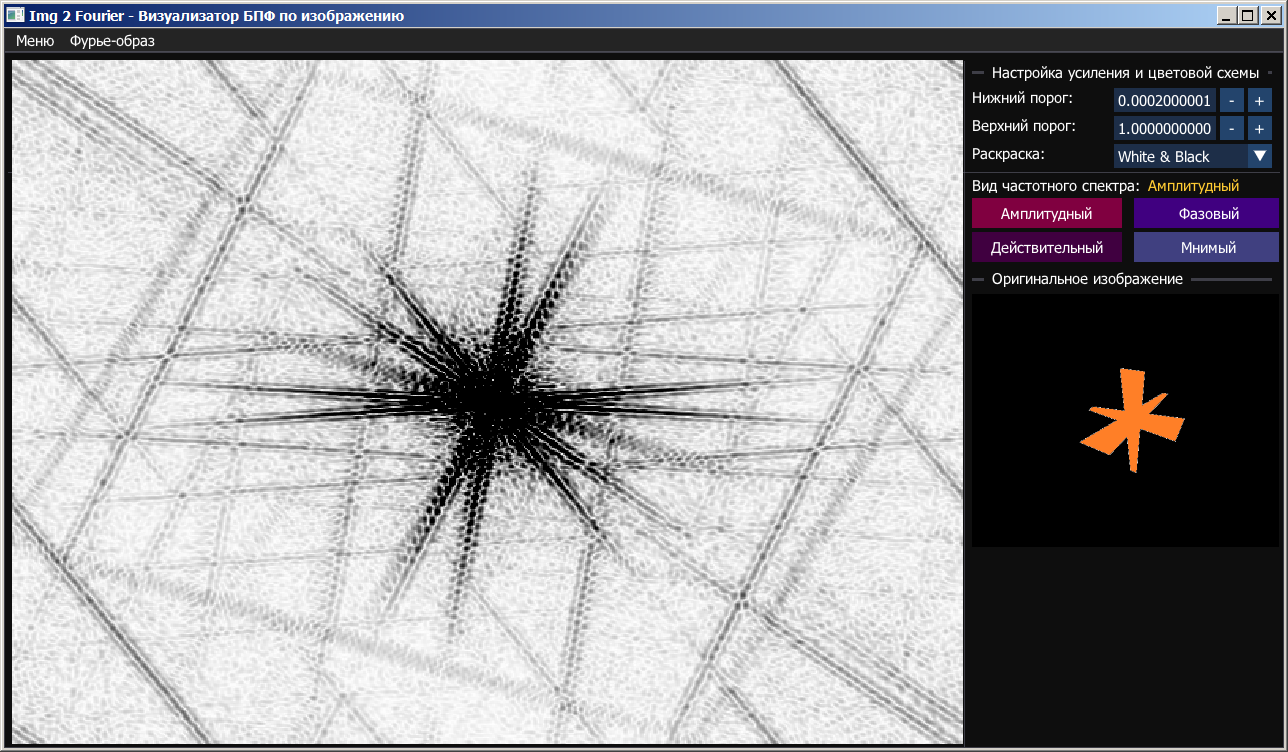 Img 2 Fourier - Визуализатор БПФ по изображению
Меню Фурье-образ
Настройка усиления и цветовой схемы
Нижний порог: 0.0002000001 - +
Верхний порог: 1.0000000000 - +
Раскраска: White & Black
Вид частотного спектра: Амплитудный
Амплитудный Фазовый
Действительный Мнимый
Оригинальное изображение